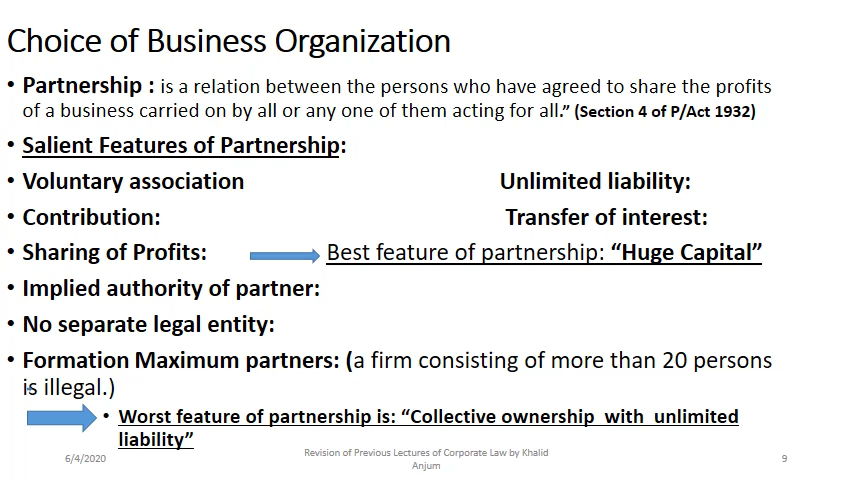 Choice of Business Organization
• Partnership : is a relation between the persons who have agreed to share the profits
of a business carried on by all or any one of them acting for all.” (Section 4 of P/Act 1932)
• Salient Features of Partnership:
• Voluntary association Unlimited liability:
• Contribution: Transfer of interest:
• Sharing of Profits: Best feature of partnership: “Huge Capital”
• Implied authority of partner:
• No separate legal entity:
• Formation Maximum partners: (a firm consisting of more than 20 persons
is illegal.)
• Worst feature of partnership is: “Collective ownership with unlimited
liability”
6/4/2020
Revision of Previous Lectures of Corporate Law by Khalid
Anjum
9